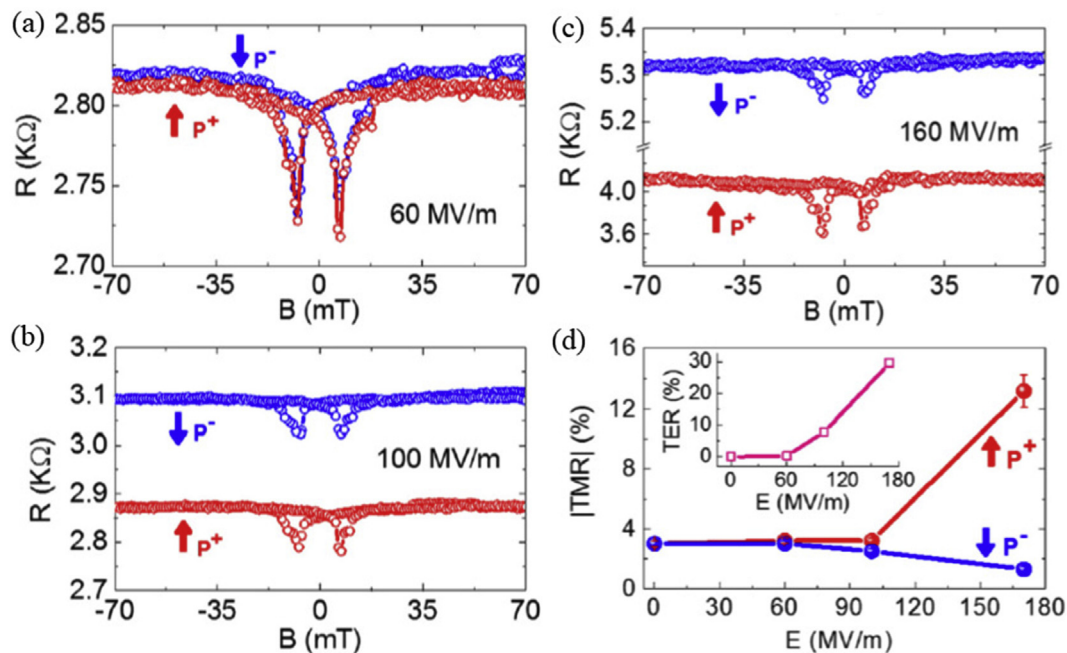 (a)
2.85
2.80
2.75
2.70
R (KΩ)
P⁻
P⁺
60 MV/m
-70 -35 0 35 70
B (mT)
(b)
3.2
3.1
3.0
2.9
2.8
2.7
R (KΩ)
P⁻
100 MV/m
P⁺
-70 -35 0 35 70
B (mT)
(c)
5.4
5.3
5.2
4.0
3.6
R (KΩ)
P⁻
160 MV/m
P⁺
-70 -35 0 35 70
B (mT)
(d)
16
12
8
4
0
|TMR| (%)
30
20
10
0
TER (%)
0 60 120 180
E (MV/m)
P⁺
P⁻
0 30 60 90 120 150 180
E (MV/m)